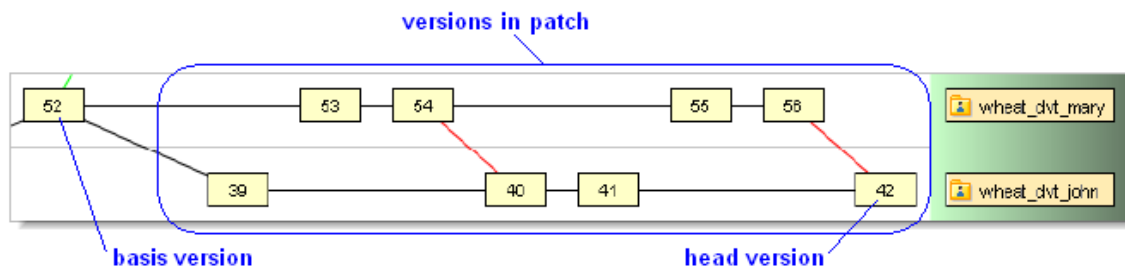 versions in patch
52 53 54 55 56 wheat_dvt_mary
39 40 41 42 wheat_dvt_john
basis version head version